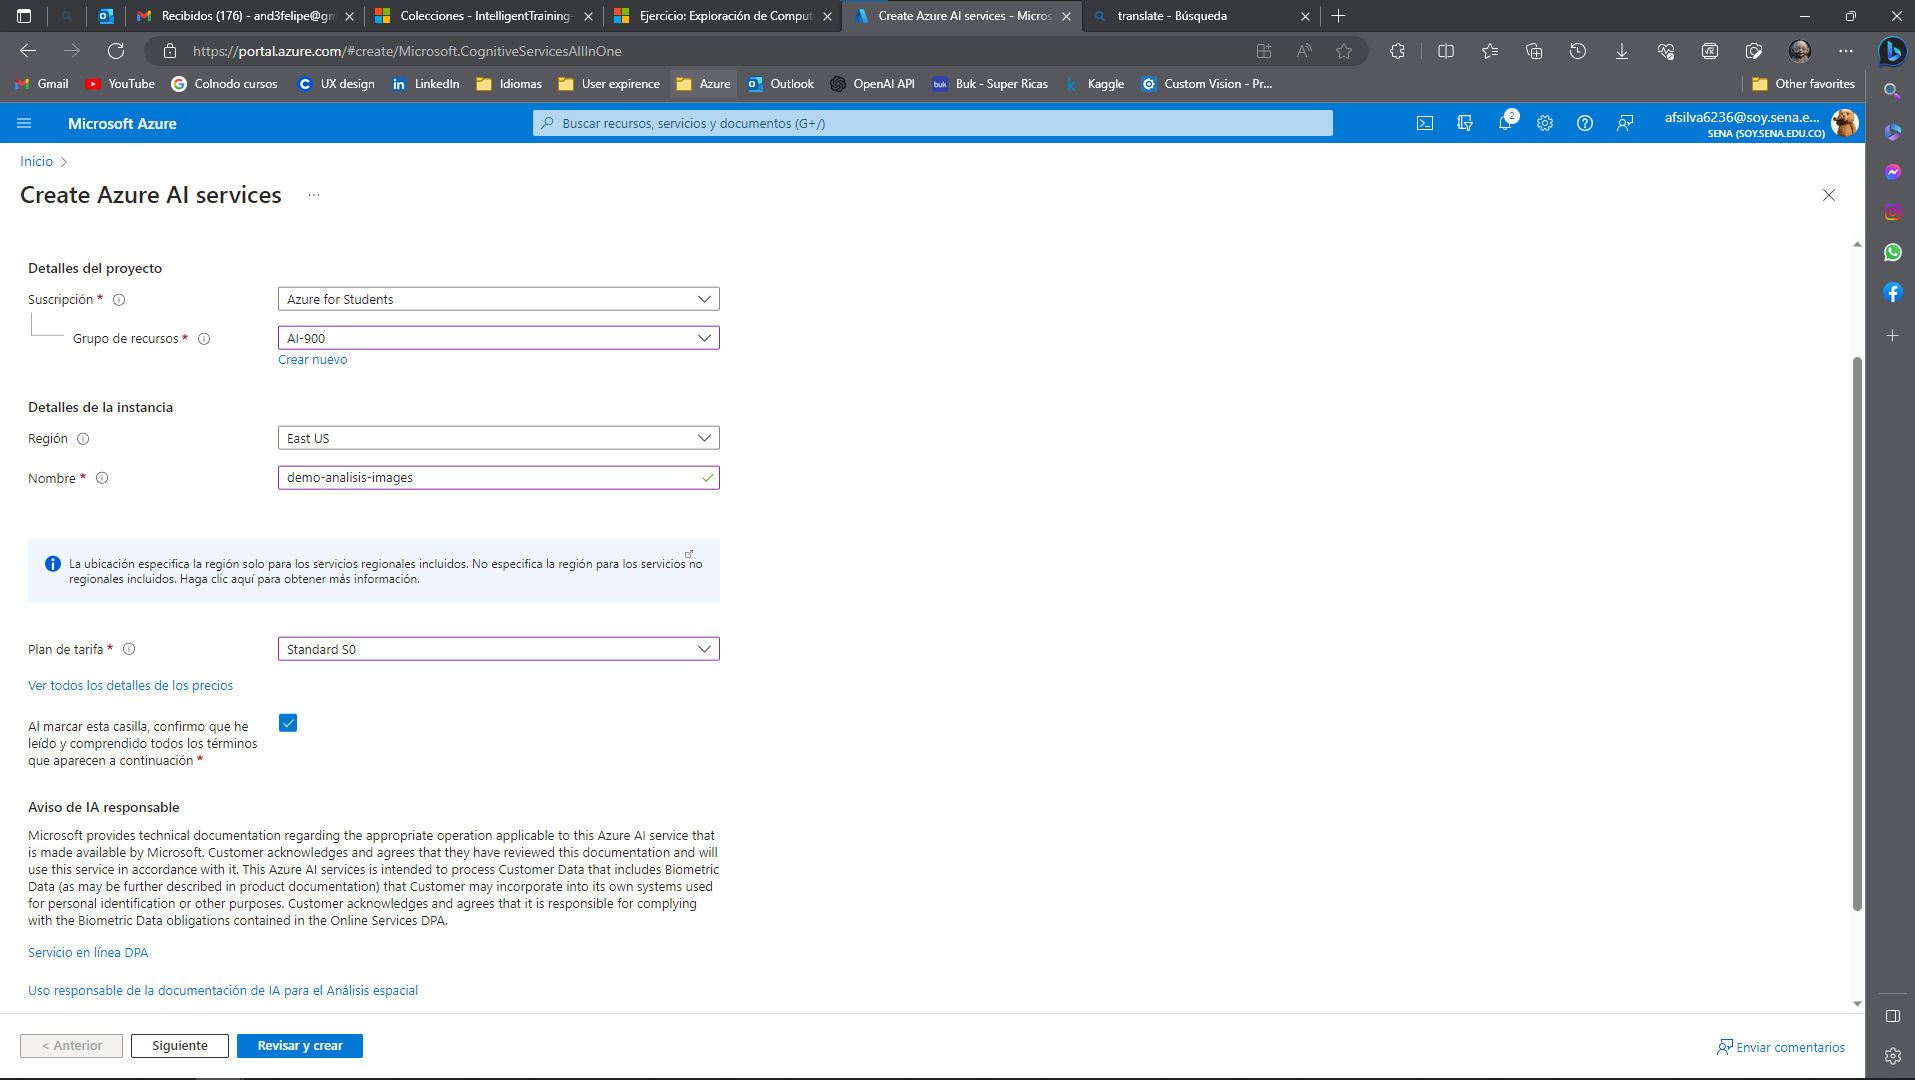 Recibidos (176) - and3felipe@gm
Colecciones - IntelligentTraining-
Ejercicio: Exploración de Comput
Create Azure AI services - Micros
translate - Búsqueda
https://portal.azure.com/#create/Microsoft.CognitiveServicesAllInOne
Gmail
YouTube
Colnodo cursos
UX design
LinkedIn
Idiomas
User expirence
Azure
Outlook
OpenAI API
buk
Buk - Super Ricas
Kaggle
Custom Vision - Pr...
Other favorites
Microsoft Azure
Buscar recursos, servicios y documentos (G+/)
2
afsilva6236@soy.sena.e...
SENA (SOY.SENA.EDU.CO)
Inicio
Create Azure AI services
...
Detalles del proyecto
Suscripción *
Azure for Students
Grupo de recursos *
AI-900
Crear nuevo
Detalles de la instancia
Región
East US
Nombre *
demo-analisis-images
La ubicación especifica la región solo para los servicios regionales incluidos. No especifica la región para los servicios no
regionales incluidos. Haga clic aquí para obtener más información.
Plan de tarifa *
Standard S0
Ver todos los detalles de los precios
Al marcar esta casilla, confirmo que he
leído y comprendido todos los términos
que aparecen a continuación *
Aviso de IA responsable
Microsoft provides technical documentation regarding the appropriate operation applicable to this Azure AI service that
is made available by Microsoft. Customer acknowledges and agrees that they have reviewed this documentation and will
use this service in accordance with it. This Azure AI services is intended to process Customer Data that includes Biometric
Data (as may be further described in product documentation) that Customer may incorporate into its own systems used
for personal identification or other purposes. Customer acknowledges and agrees that it is responsible for complying
with the Biometric Data obligations contained in the Online Services DPA.
Servicio en línea DPA
Uso responsable de la documentación de IA para el Análisis espacial
< Anterior
Siguiente
Revisar y crear
Enviar comentarios